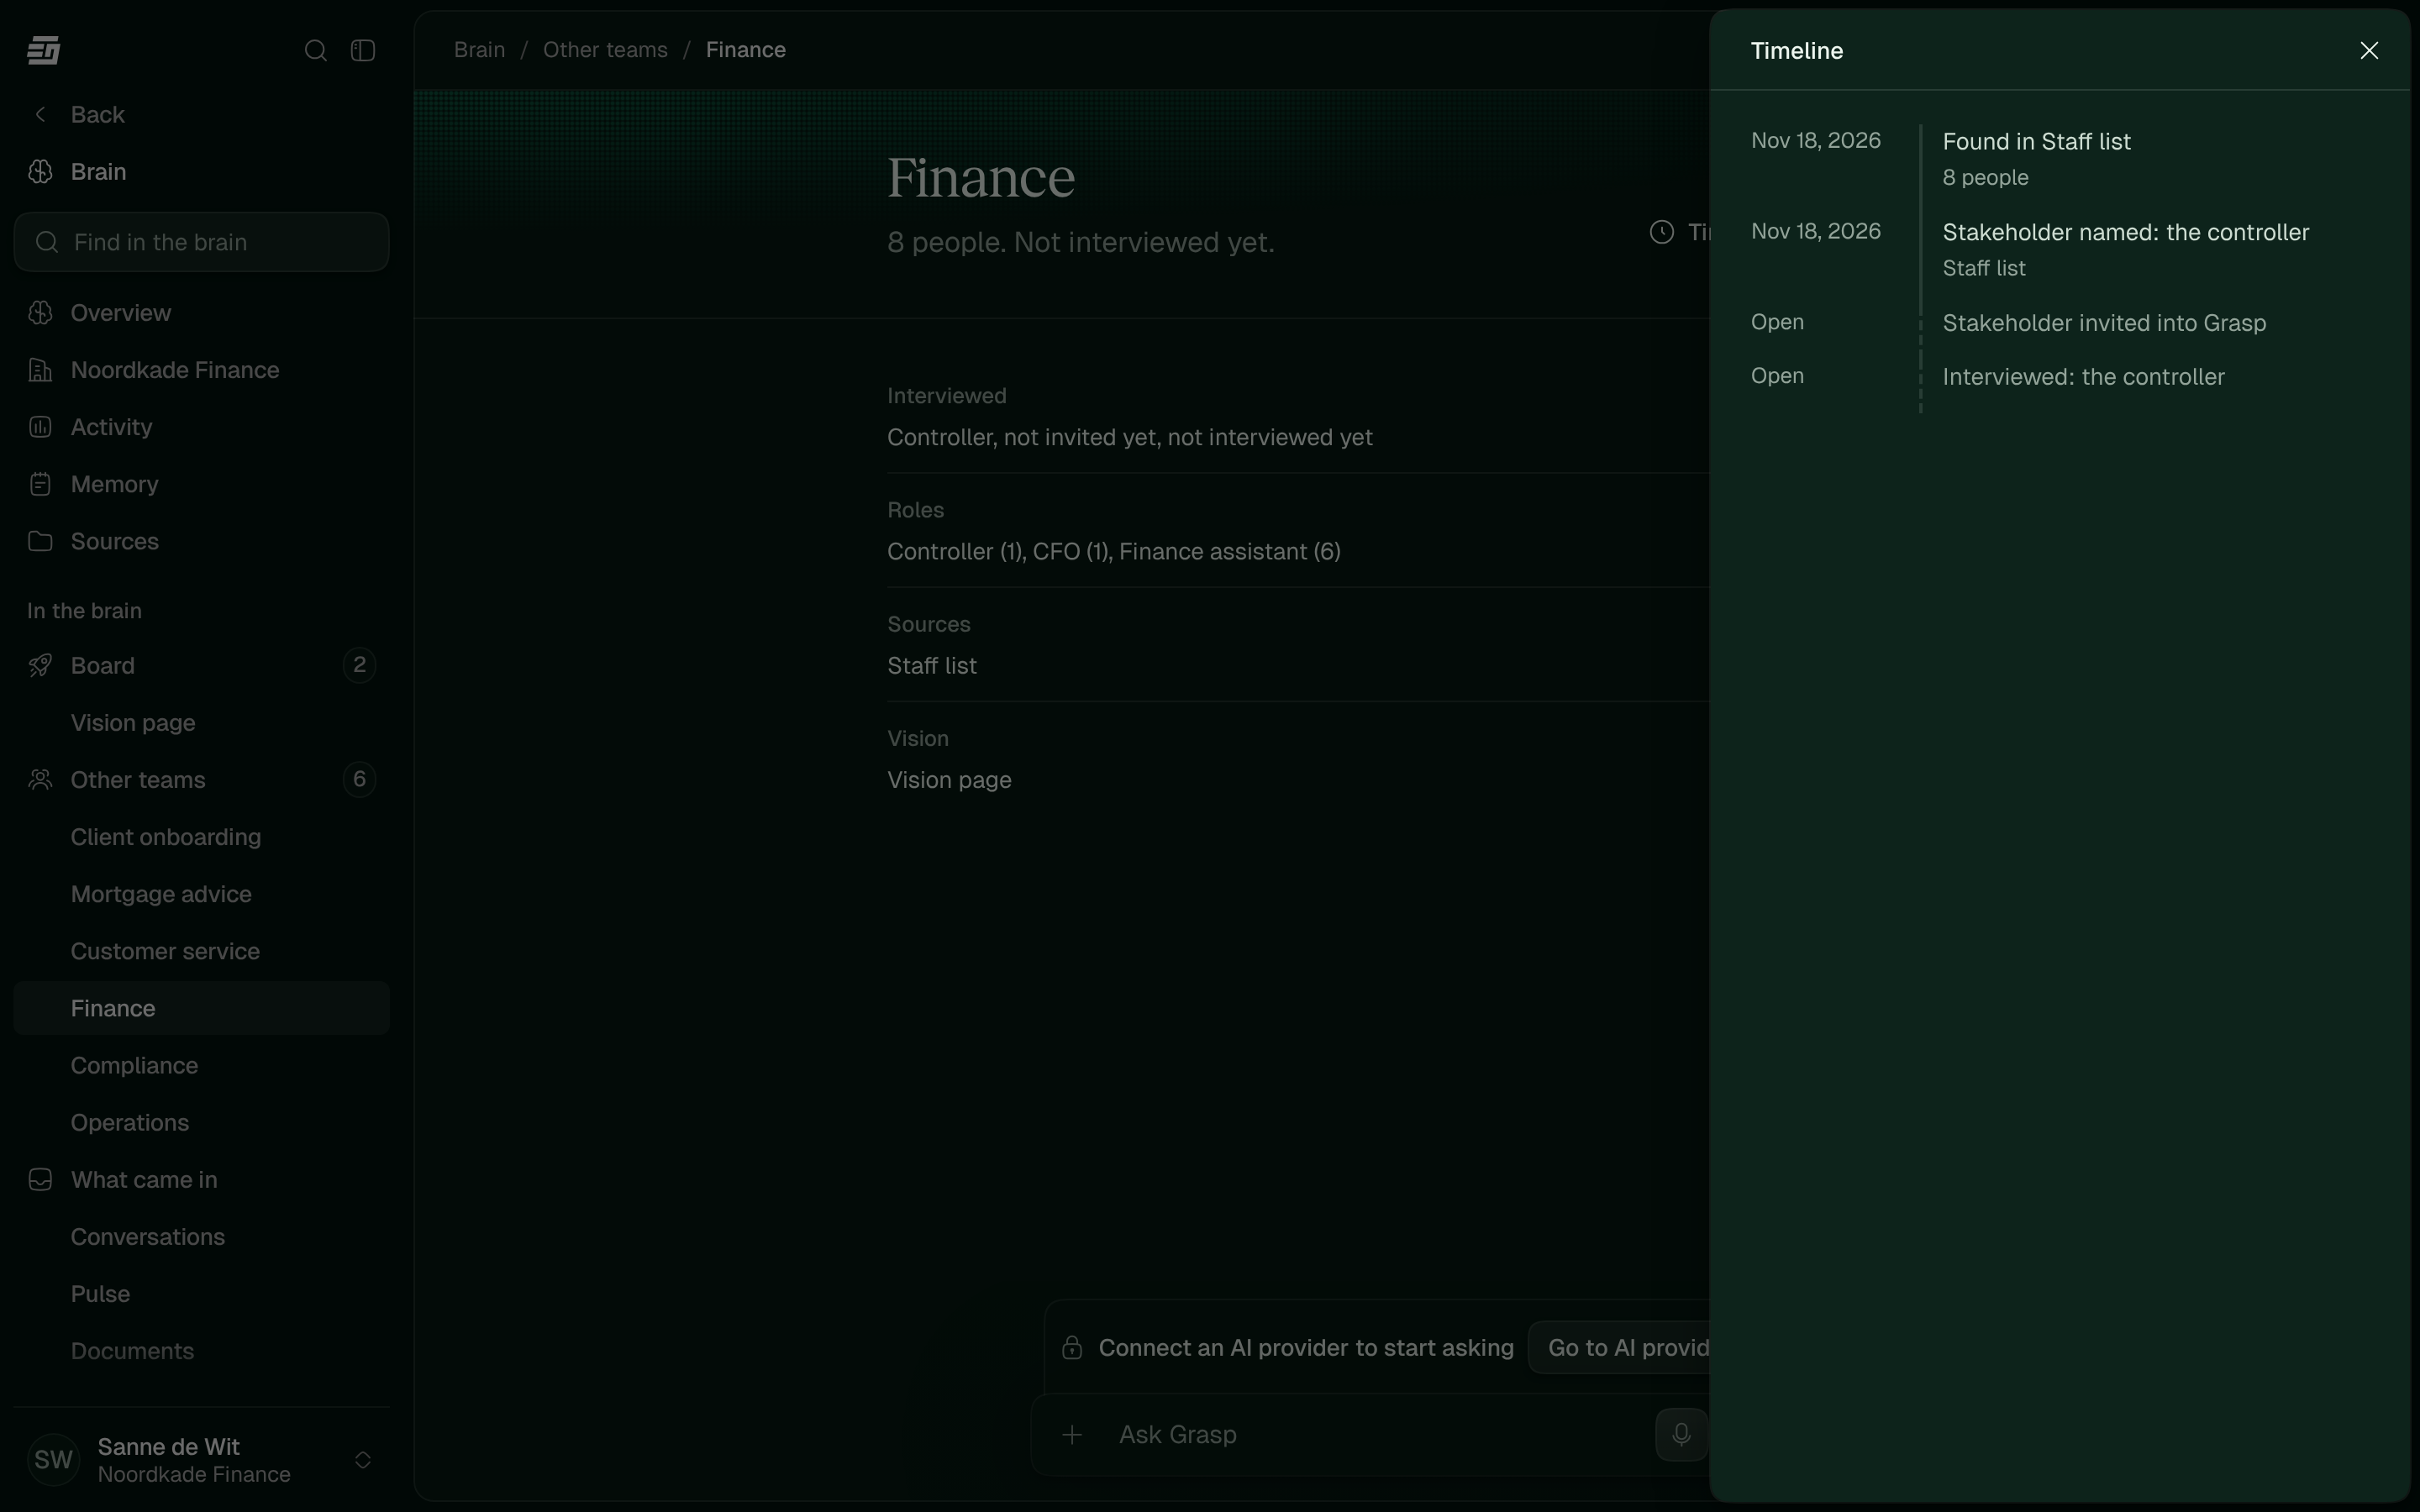 Back
Brain
Find in the brain
Overview
Noordkade Finance
Activity
Memory
Sources
In the brain
Board 2
Vision page
Other teams 6
Client onboarding
Mortgage advice
Customer service
Finance
Compliance
Operations
What came in
Conversations
Pulse
Documents
SW
Sanne de Wit
Noordkade Finance
Brain / Other teams / Finance
Finance
8 people. Not interviewed yet.
Interviewed
Controller, not invited yet, not interviewed yet
Roles
Controller (1), CFO (1), Finance assistant (6)
Sources
Staff list
Vision
Vision page
Connect an AI provider to start asking
Go to AI provid
Ask Grasp
Timeline
Nov 18, 2026
Found in Staff list
8 people
Nov 18, 2026
Stakeholder named: the controller
Staff list
Open
Stakeholder invited into Grasp
Open
Interviewed: the controller